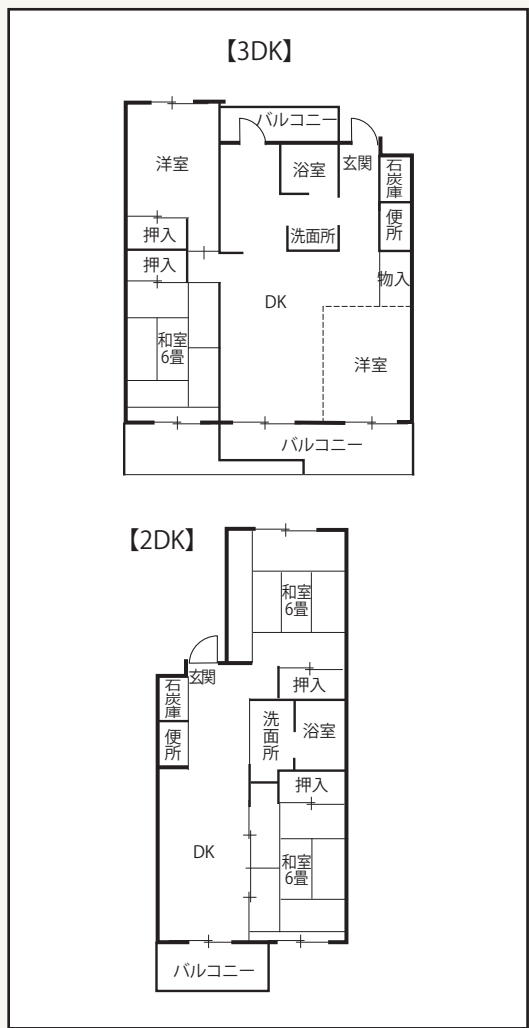 【3DK】
バルコニー
洋室
浴室
玄関
石炭庫
便所
押入
洗面所
押入
物入
DK
和室
6畳
洋室
バルコニー
【2DK】
和室
6畳
玄関
石炭庫
押入
洗面所
浴室
便所
押入
DK
和室
6畳
バルコニー